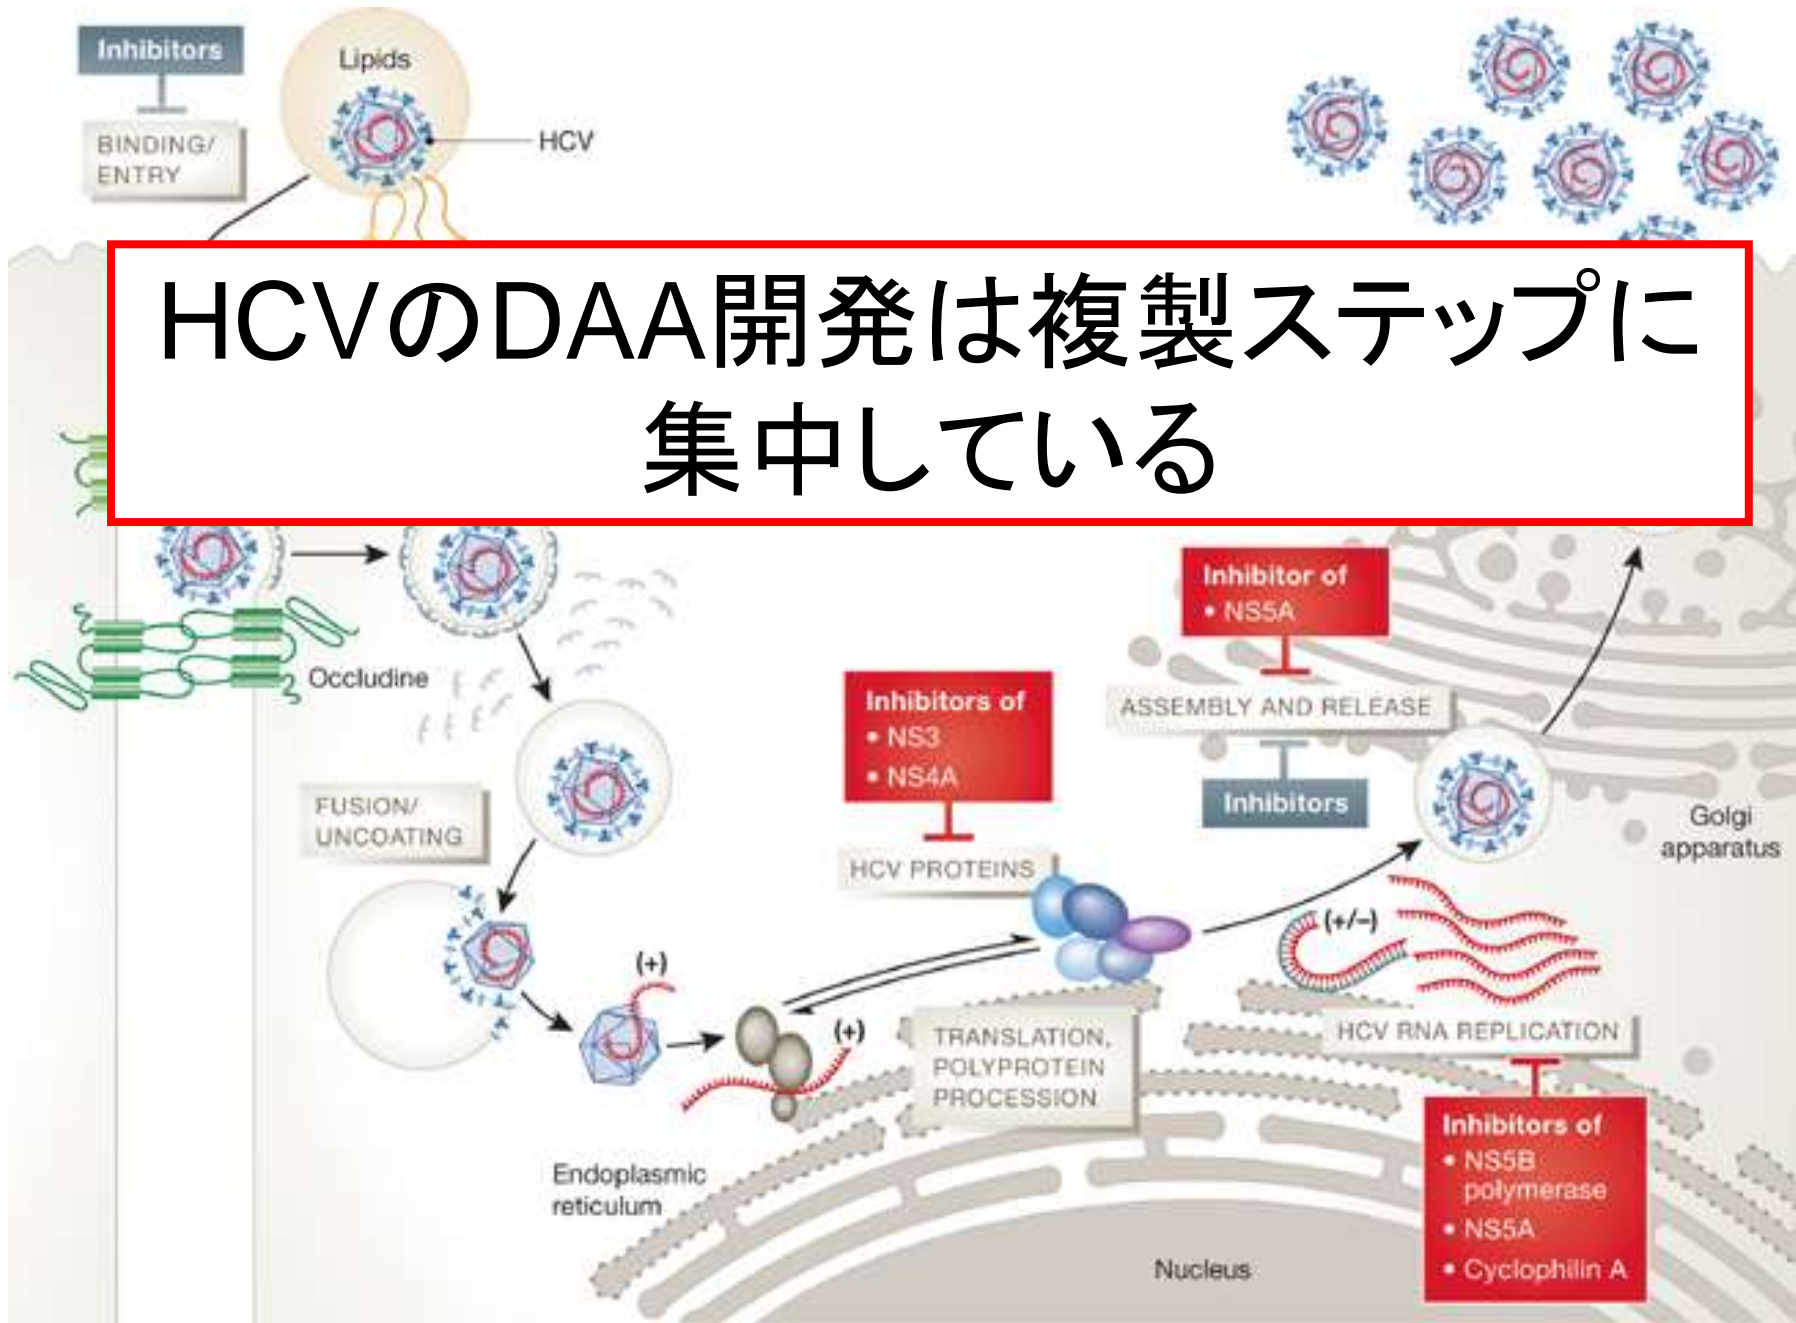 Inhibitors
BINDING/
ENTRY
Lipids
HCV
HCVのDAA開発は複製ステップに
集中している
Occludine
Inhibitor of
• NS5A
ASSEMBLY AND RELEASE
Inhibitors
Inhibitors of
• NS3
• NS4A
HCV PROTEINS
FUSION/
UNCOATING
Golgi
apparatus
(+)
(+)
(+/−)
TRANSLATION,
POLYPROTEIN
PROCESSION
HCV RNA REPLICATION
Inhibitors of
• NS5B
polymerase
• NS5A
• Cyclophilin A
Endoplasmic
reticulum
Nucleus